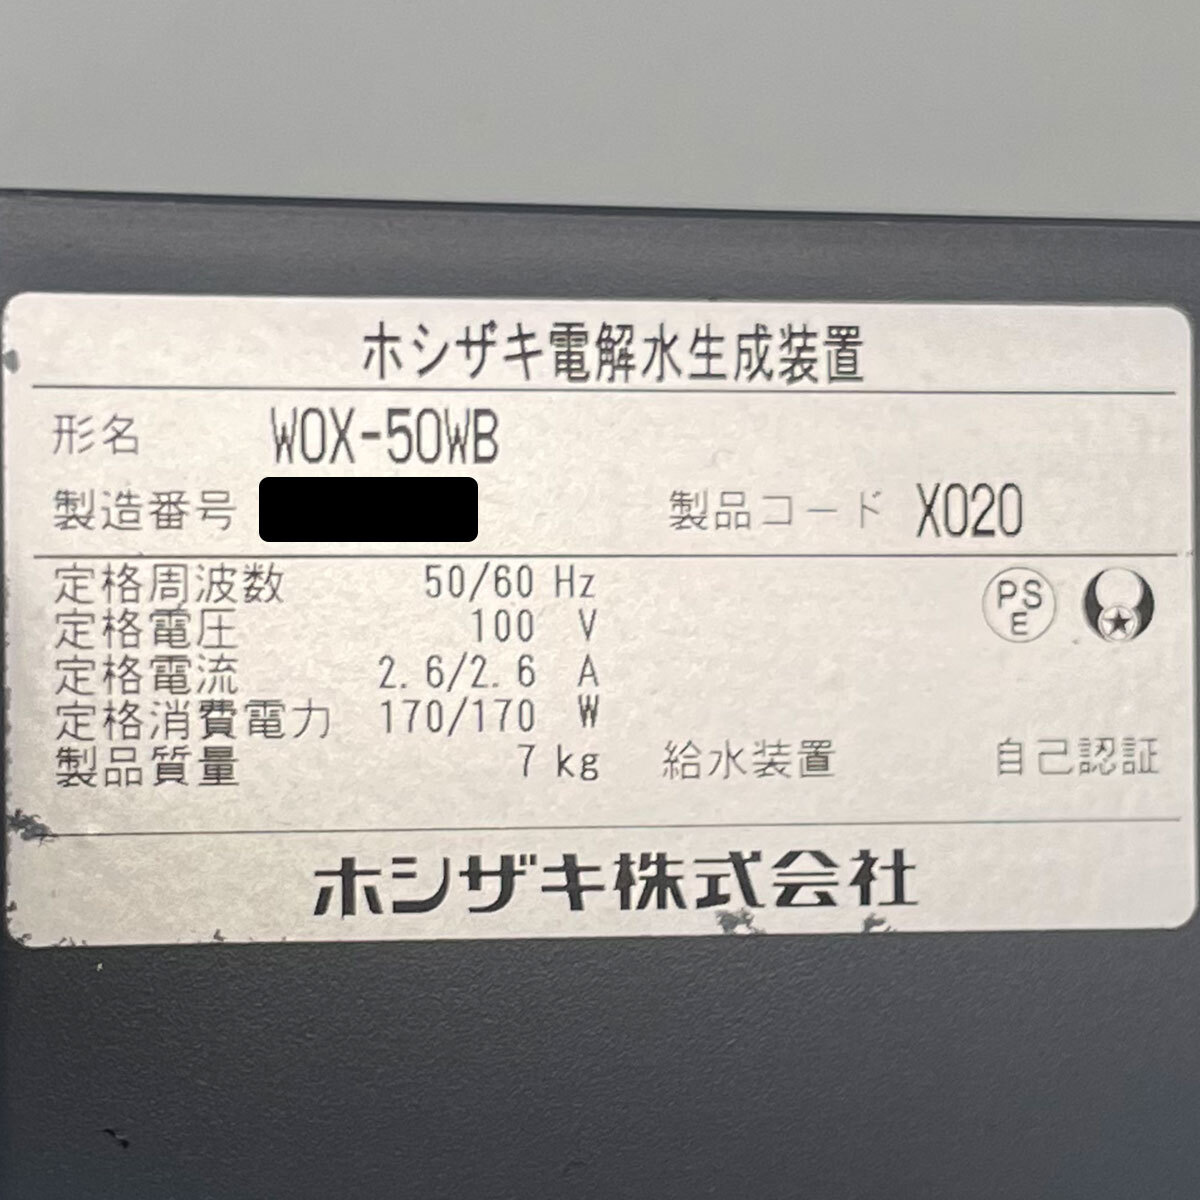 ホシザキ電解水生成装置
形名 WOX-50WB
製造番号 製品コード X020
定格周波数 50/60 Hz
定格電圧 100 V
定格電流 2.6/2.6 A
定格消費電力 170/170 W
製品質量 7 kg 給水装置 自己認証
PS
E
ホシザキ株式会社